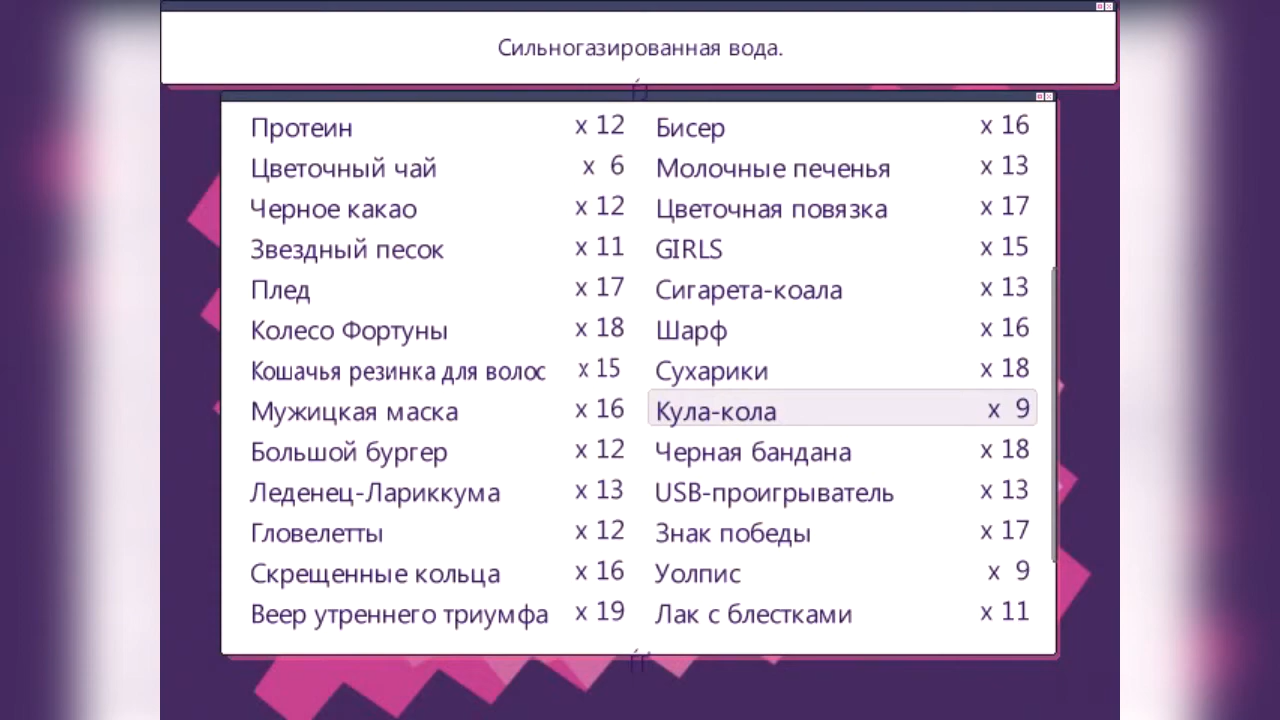 Сильногазированная вода.
Протеин x 12 Бисер x 16
Цветочный чай x 6 Молочные печенья x 13
Черное какао x 12 Цветочная повязка x 17
Звездный песок x 11 GIRLS x 15
Плед x 17 Сигарета-коала x 13
Колесо Фортуны x 18 Шарф x 16
Кошачья резинка для волос x 15 Сухарики x 18
Мужицкая маска x 16 Кула-кола x 9
Большой бургер x 12 Черная бандана x 18
Леденец-Лариккума x 13 USB-проигрыватель x 13
Гловелетты x 12 Знак победы x 17
Скрещенные кольца x 16 Уолпис x 9
Веер утреннего триумфа x 19 Лак с блестками x 11